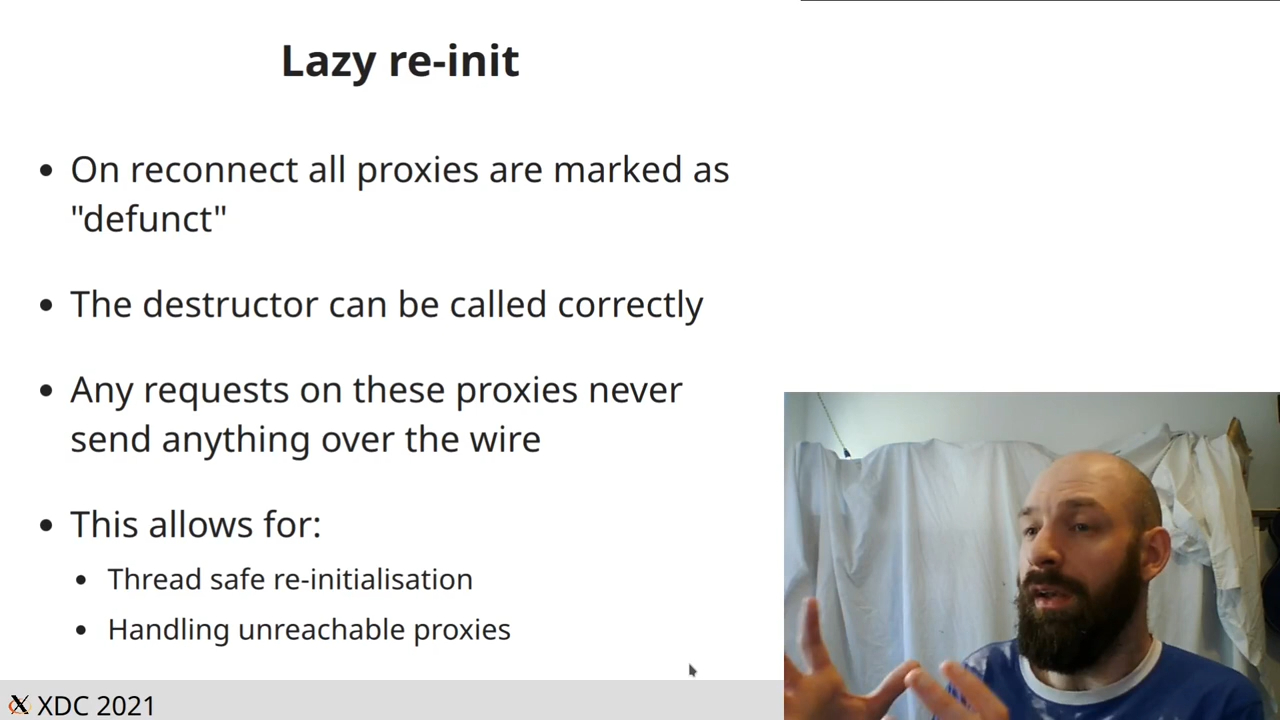 Lazy re-init
On reconnect all proxies are marked as
"defunct"
The destructor can be called correctly
Any requests on these proxies never
send anything over the wire
This allows for:
Thread safe re-initialisation
Handling unreachable proxies
XDC 2021